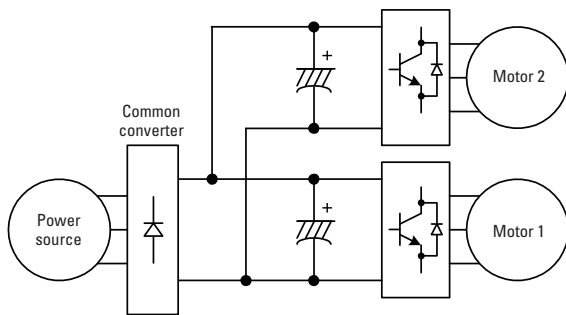 +
Motor 2
Common
converter
+
Power
source
Motor 1